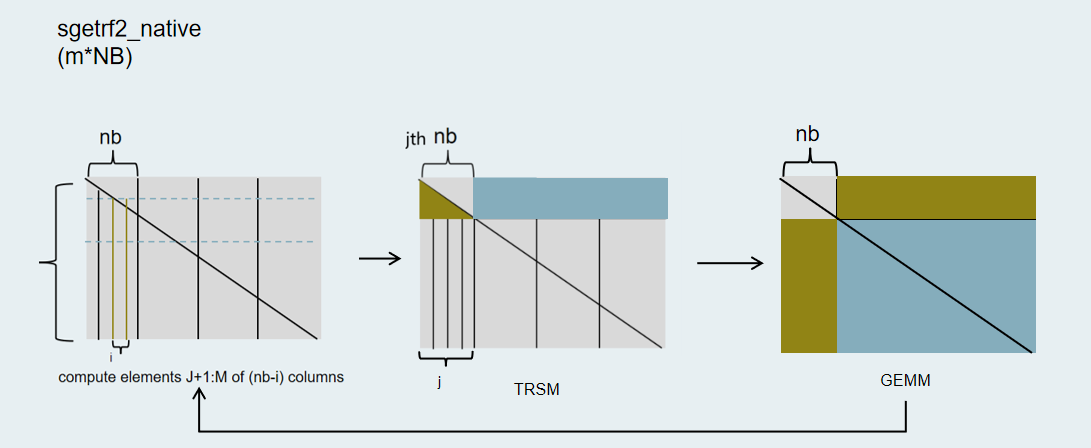 sgetrf2_native
(m*NB)
nb
jth nb
nb
i
compute elements J+1:M of (nb-i) columns
j
TRSM
GEMM